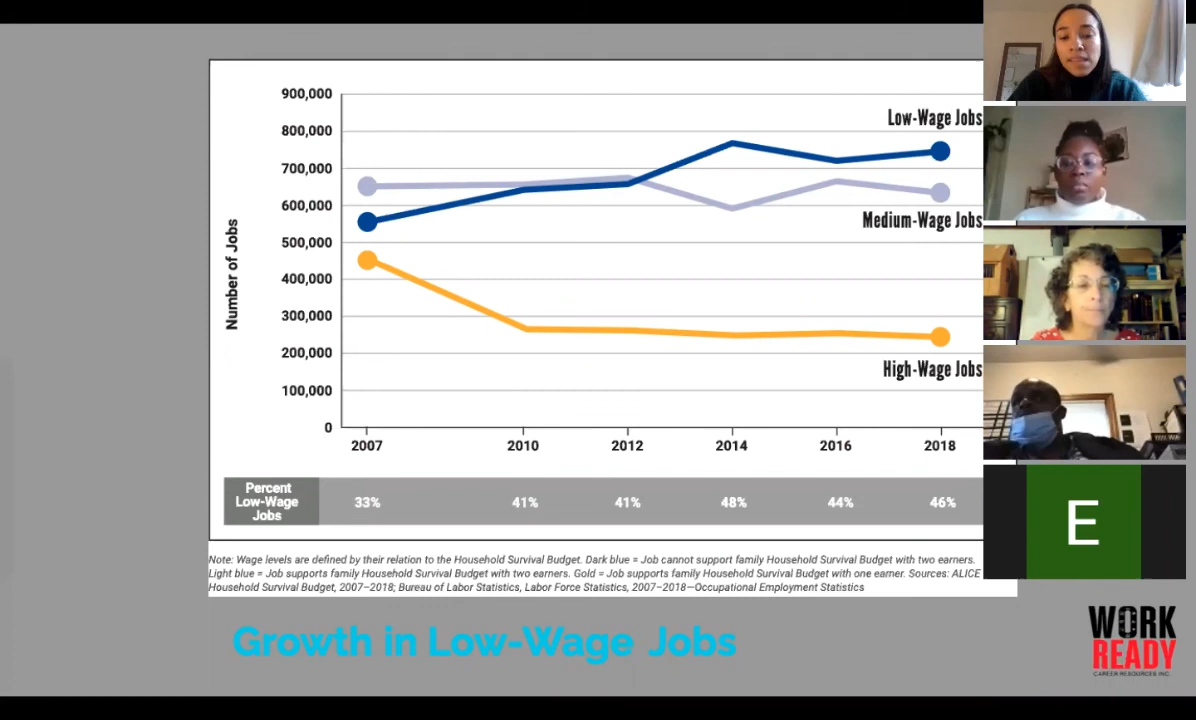 900,000
800,000
700,000
600,000
500,000
400,000
300,000
200,000
100,000
0
Number of Jobs
Low-Wage Jobs
Medium-Wage Jobs
High-Wage Jobs
2007 2010 2012 2014 2016 2018
Percent
Low-Wage
Jobs
33% 41% 41% 48% 44% 46%
Note: Wage levels are defined by their relation to the Household Survival Budget. Dark blue = Job cannot support family Household Survival Budget with two earners.
Light blue = Job supports family Household Survival Budget with two earners. Gold = Job supports family Household Survival Budget with one earner. Sources: ALICE
Household Survival Budget, 2007–2018; Bureau of Labor Statistics, Labor Force Statistics, 2007–2018—Occupational Employment Statistics
Growth in Low-Wage Jobs
E
WORK
READY
CAREER RESOURCES INC.